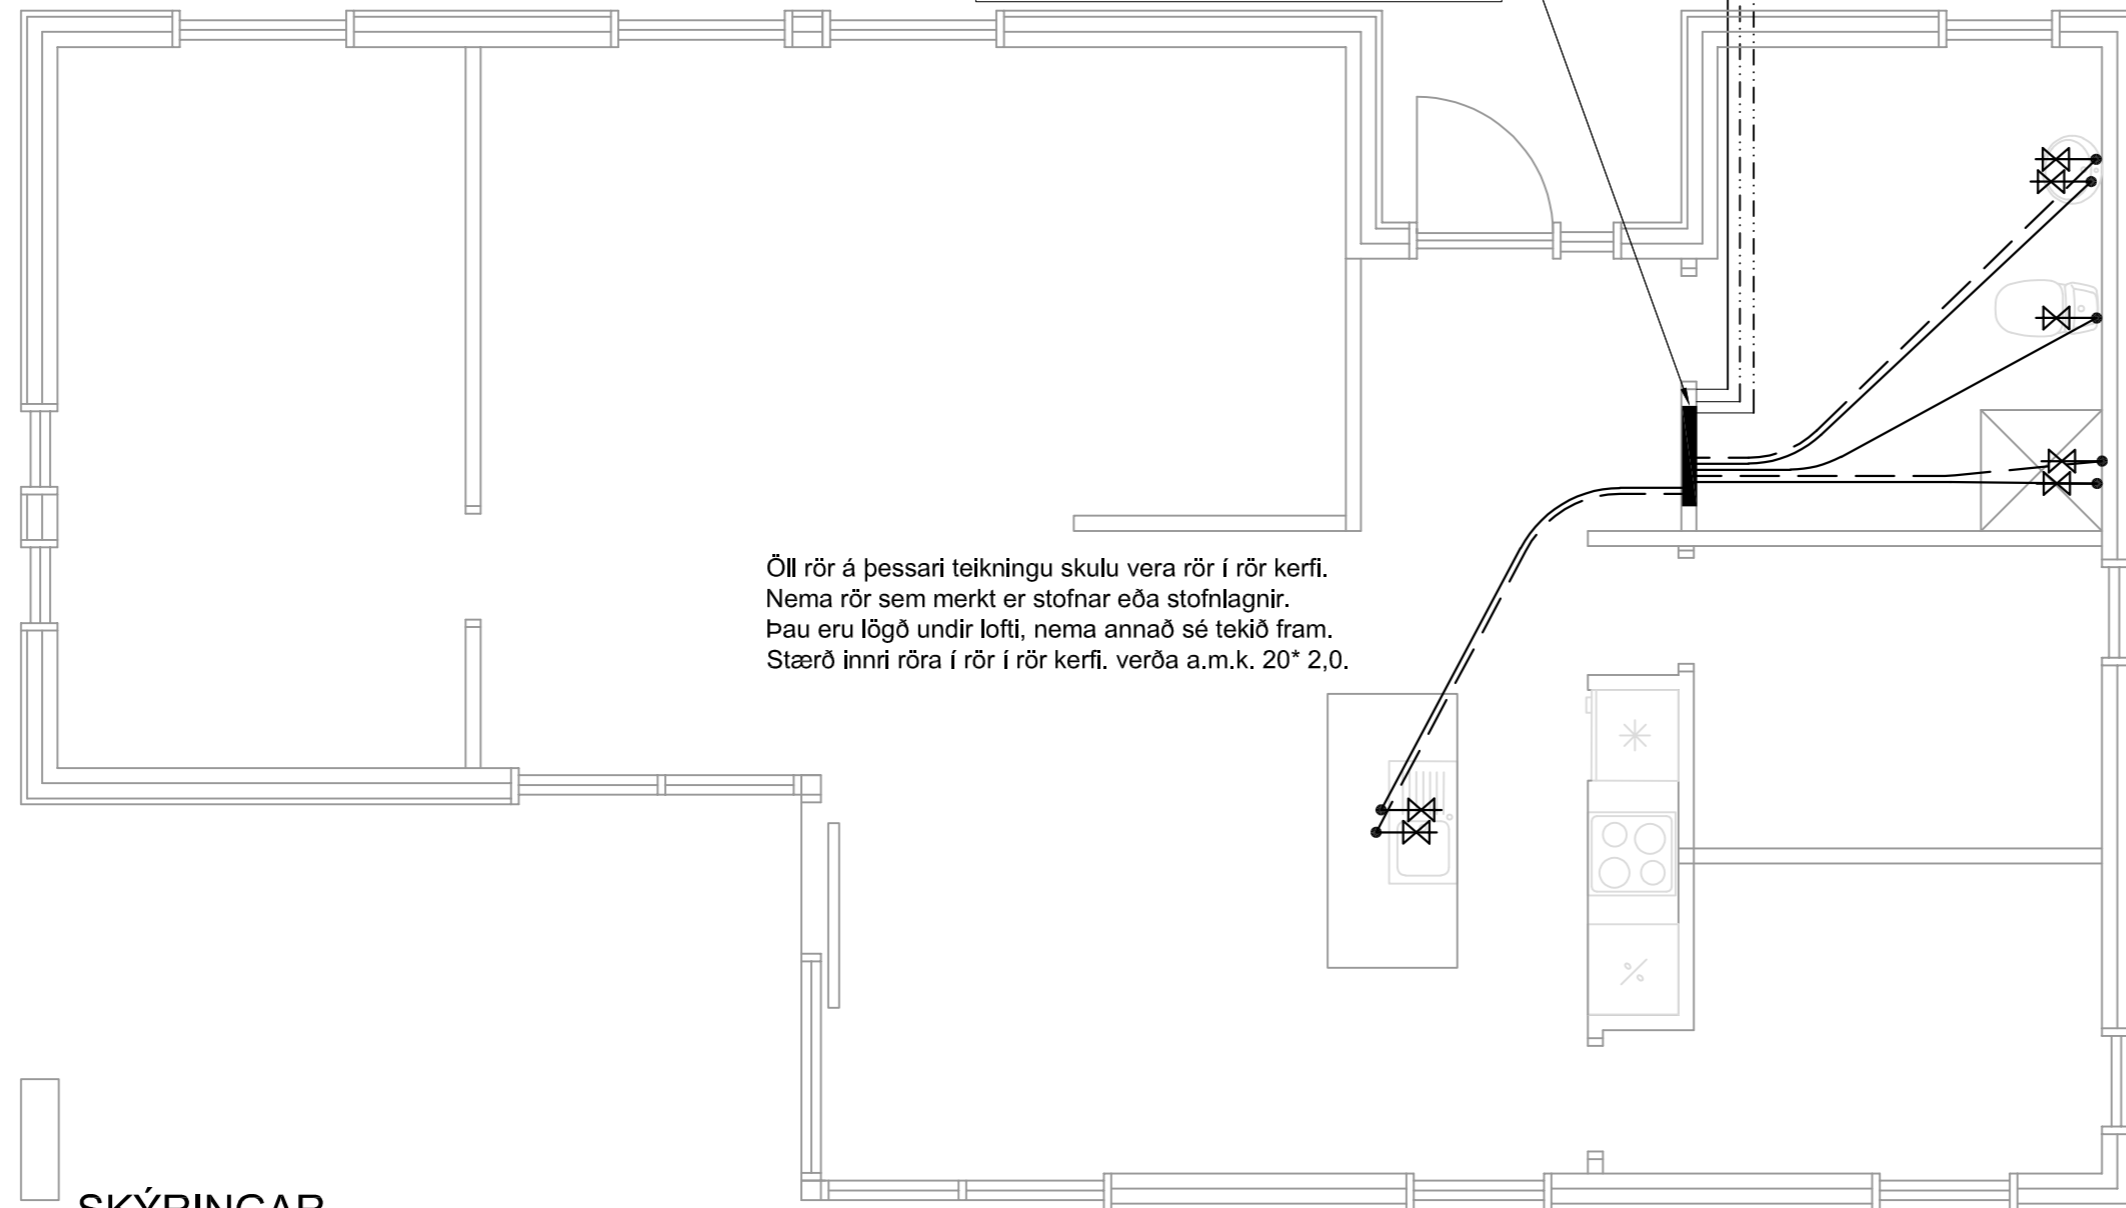 Öll rör á þessari teikningu skulu vera rör í rör kerfi.
Nema rör sem merkt er stofnar eða stofnlagnir.
Þau eru lögð undir lofti, nema annað sé tekið fram.
Stærð innri röra í rör í rör kerfi. verða a.m.k. 20* 2,0.
SKÝRINGAR